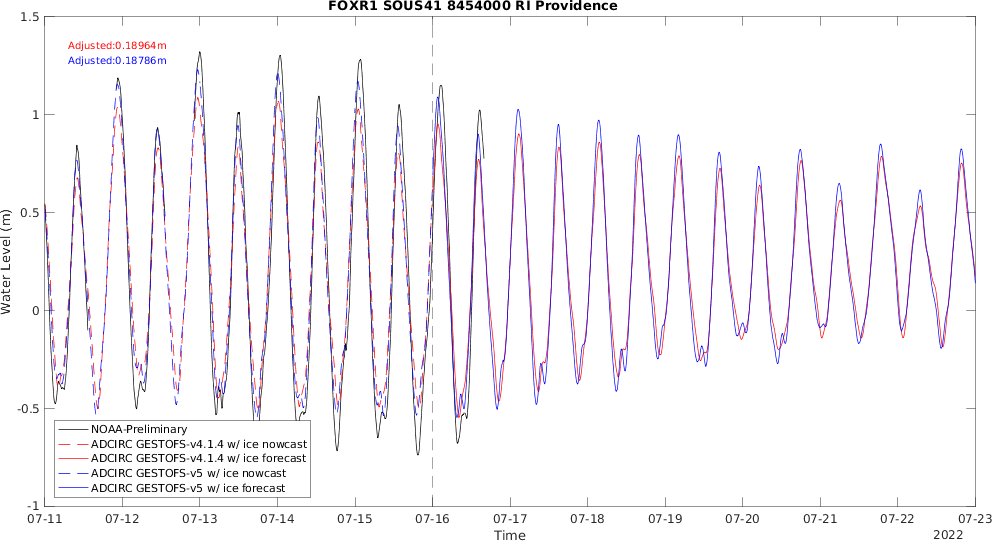 FOXR1 SOUS41 8454000 RI Providence
Adjusted:0.18964m
Adjusted:0.18786m
Water Level (m)
1.5
1
0.5
0
-0.5
-1
NOAA-Preliminary
ADCIRC GESTOFS-v4.1.4 w/ ice nowcast
ADCIRC GESTOFS-v4.1.4 w/ ice forecast
ADCIRC GESTOFS-v5 w/ ice nowcast
ADCIRC GESTOFS-v5 w/ ice forecast
07-11 07-12 07-13 07-14 07-15 07-16 07-17 07-18 07-19 07-20 07-21 07-22 07-23
Time
2022